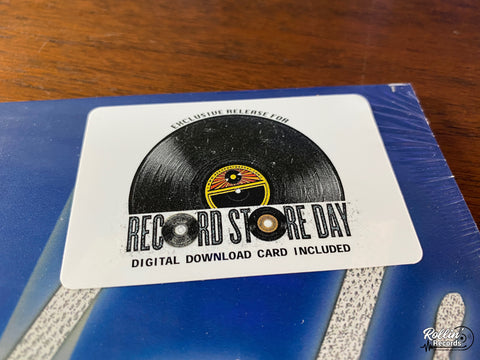 EXCLUSIVE RELEASE FOR
RECORD STORE DAY
DIGITAL DOWNLOAD CARD INCLUDED
Rollin'
Records